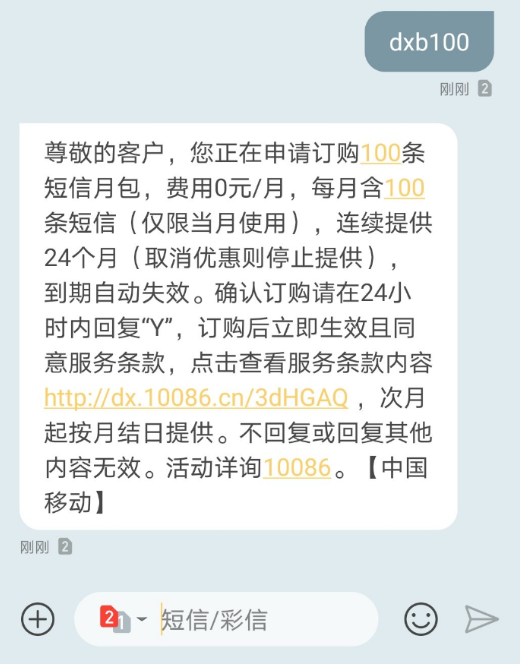 dxb100
刚刚 2
尊敬的客户，您正在申请订购100条
短信月包，费用0元/月，每月含100
条短信（仅限当月使用），连续提供
24个月（取消优惠则停止提供），
到期自动失效。确认订购请在24小
时内回复“Y”，订购后立即生效且同
意服务条款，点击查看服务条款内容
http://dx.10086.cn/3dHGAQ ，次月
起按月结日提供。不回复或回复其他
内容无效。活动详询10086。【中国
移动】
刚刚 2
2 1 短信/彩信